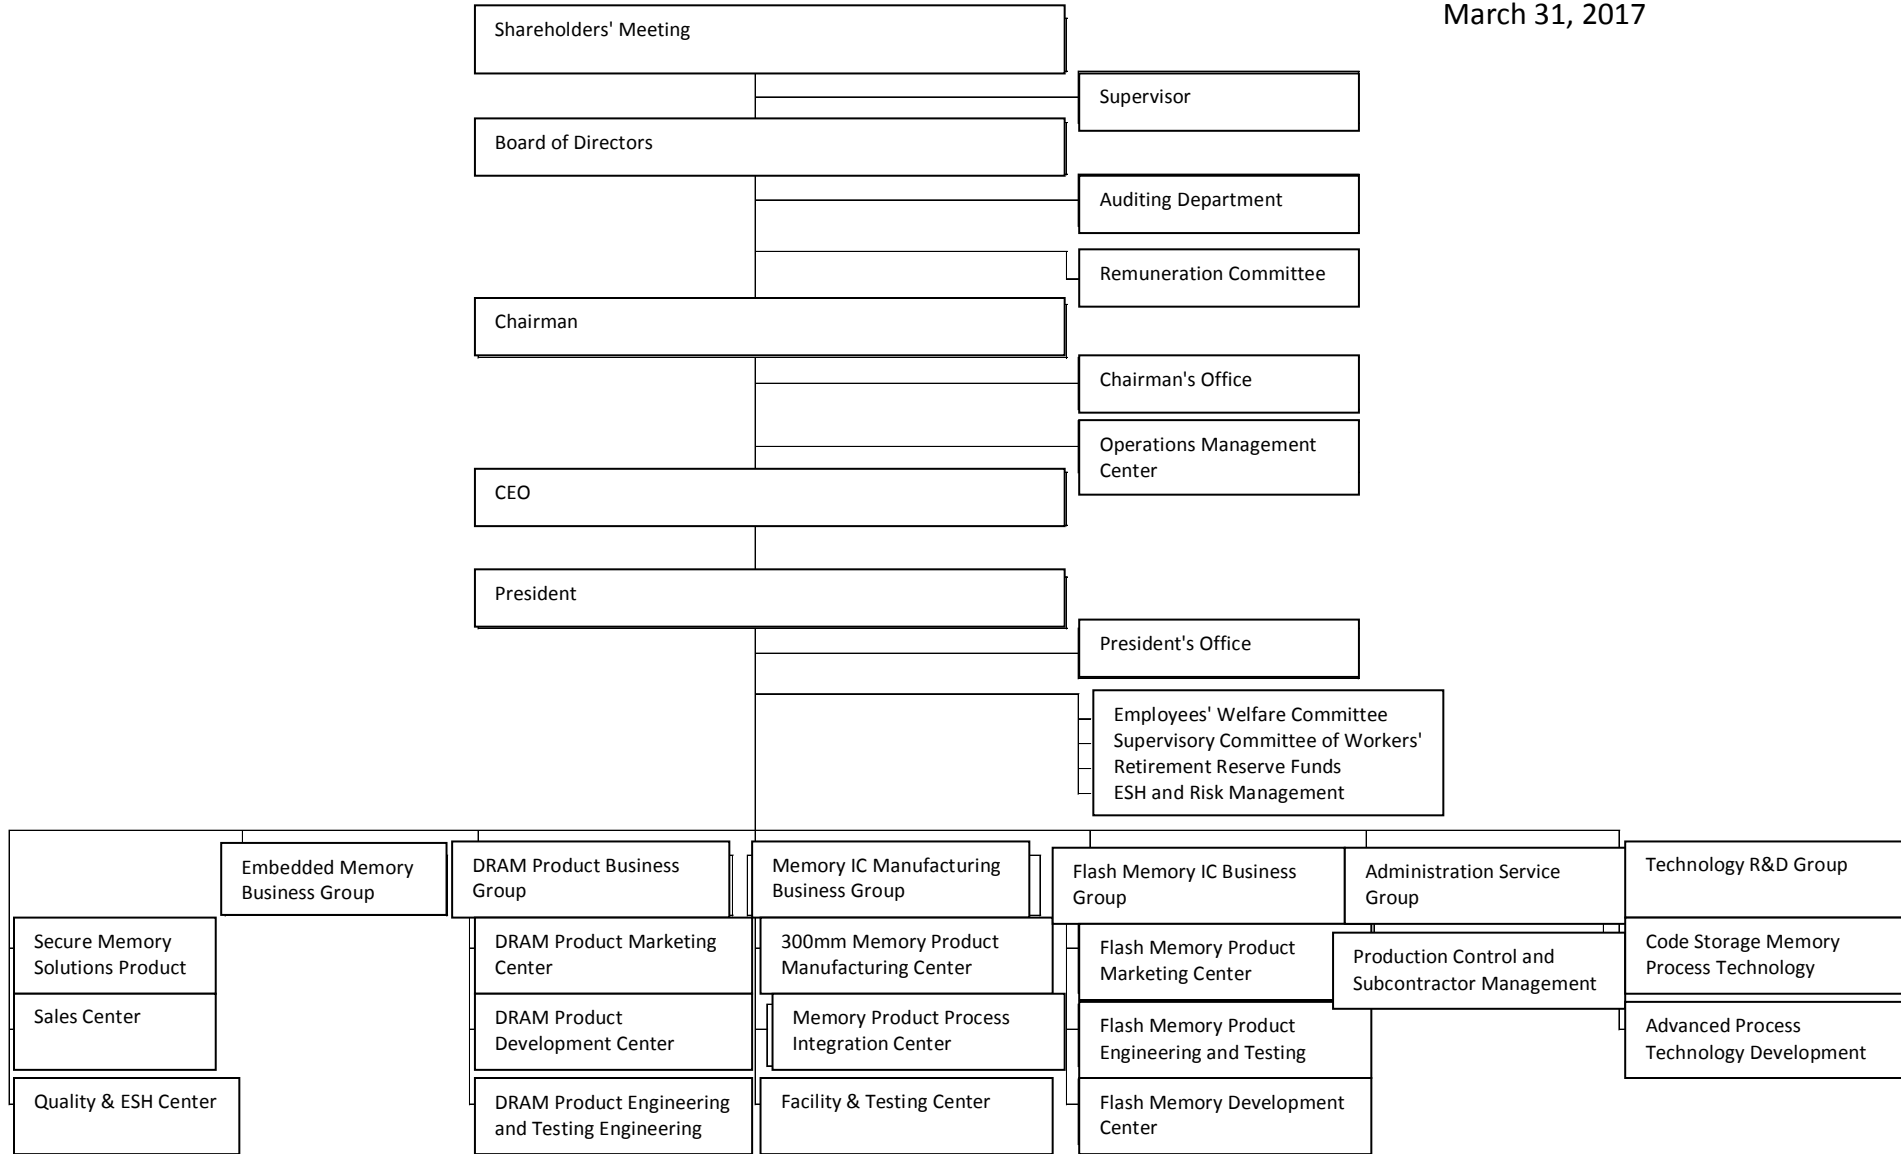 March 31, 2017
Shareholders' Meeting
Supervisor
Board of Directors
Auditing Department
Remuneration Committee
Chairman
Chairman's Office
Operations Management
Center
CEO
President
President's Office
Employees' Welfare Committee
Supervisory Committee of Workers'
Retirement Reserve Funds
ESH and Risk Management
Embedded Memory
Business Group
DRAM Product Business
Group
Memory IC Manufacturing
Business Group
Flash Memory IC Business
Group
Administration Service
Group
Technology R&D Group
Secure Memory
Solutions Product
DRAM Product Marketing
Center
300mm Memory Product
Manufacturing Center
Flash Memory Product
Marketing Center
Production Control and
Subcontractor Management
Code Storage Memory
Process Technology
Sales Center
DRAM Product
Development Center
Memory Product Process
Integration Center
Flash Memory Product
Engineering and Testing
Advanced Process
Technology Development
Quality & ESH Center
DRAM Product Engineering
and Testing Engineering
Facility & Testing Center
Flash Memory Development
Center